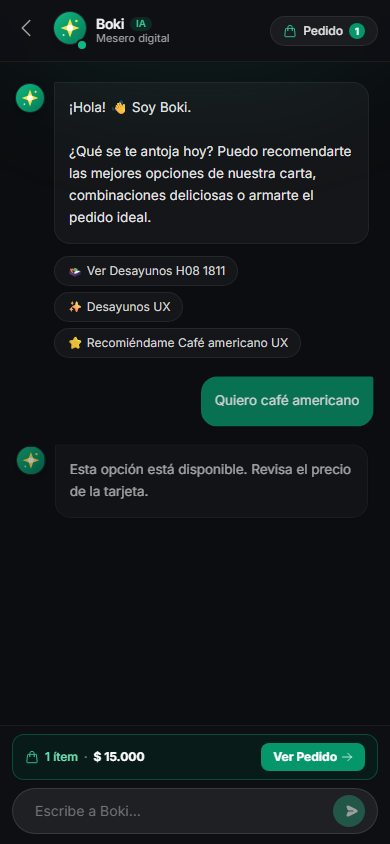 Boki IA
Mesero digital
Pedido 1
¡Hola! 👋 Soy Boki.
¿Qué se te antoja hoy? Puedo recomendarte
las mejores opciones de nuestra carta,
combinaciones deliciosas o armarte el
pedido ideal.
Ver Desayunos H08 1811
✨ Desayunos UX
⭐ Recomiéndame Café americano UX
Quiero café americano
Esta opción está disponible. Revisa el precio
de la tarjeta.
1 ítem · $ 15.000
Ver Pedido →
Escribe a Boki...